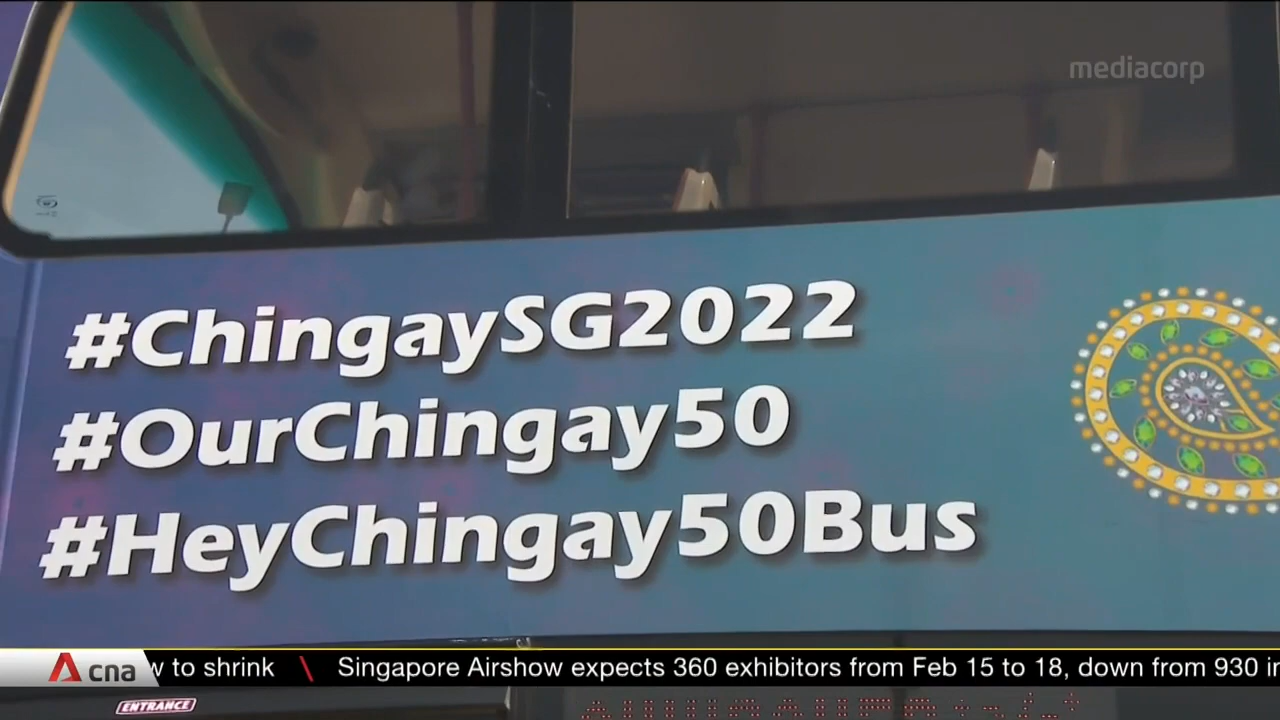 mediacorp
#ChingaySG2022
#OurChingay50
#HeyChingay50Bus
cna
to shrink \ Singapore Airshow expects 360 exhibitors from Feb 15 to 18, down from 930
ENTRANCE